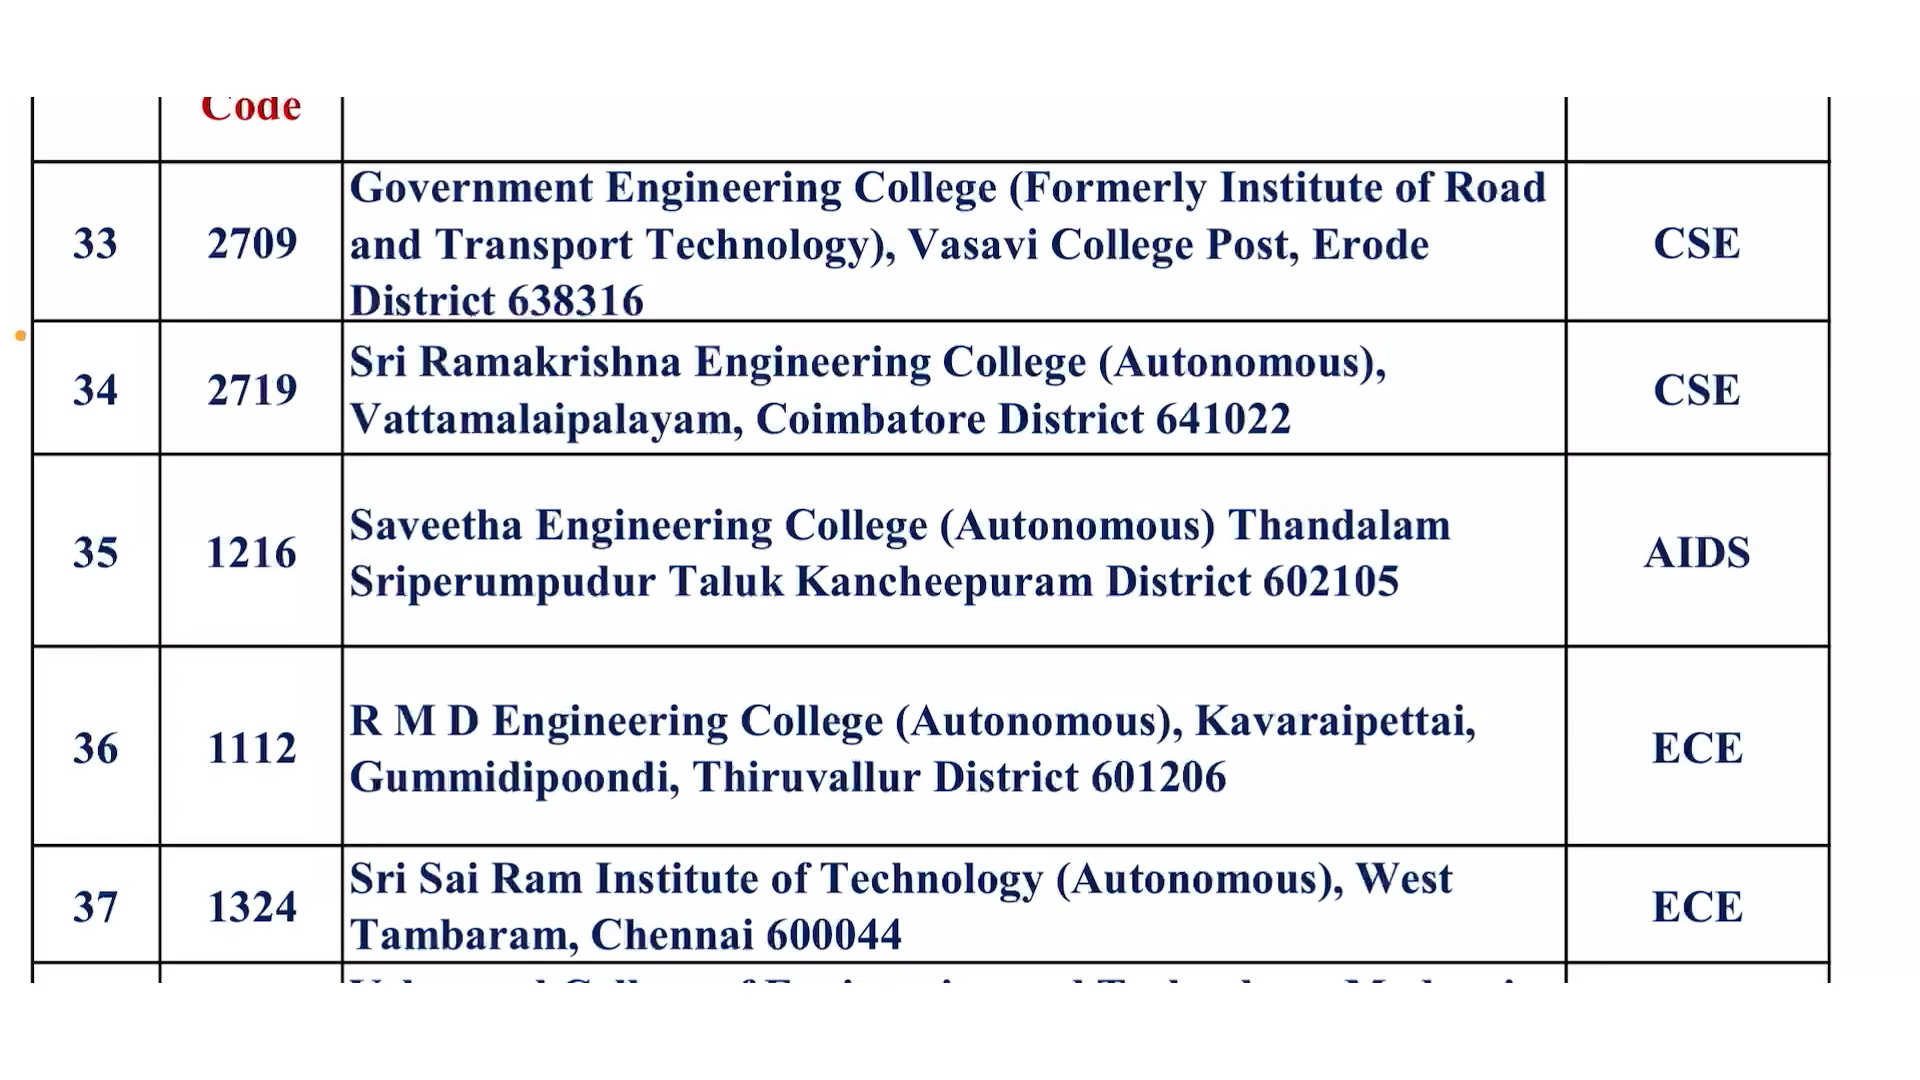 Code
33 2709 Government Engineering College (Formerly Institute of Road
and Transport Technology), Vasavi College Post, Erode
District 638316 CSE
34 2719 Sri Ramakrishna Engineering College (Autonomous),
Vattamalaipalayam, Coimbatore District 641022 CSE
35 1216 Saveetha Engineering College (Autonomous) Thandalam
Sriperumpudur Taluk Kancheepuram District 602105 AIDS
36 1112 R M D Engineering College (Autonomous), Kavaraipettai,
Gummidipoondi, Thiruvallur District 601206 ECE
37 1324 Sri Sai Ram Institute of Technology (Autonomous), West
Tambaram, Chennai 600044 ECE